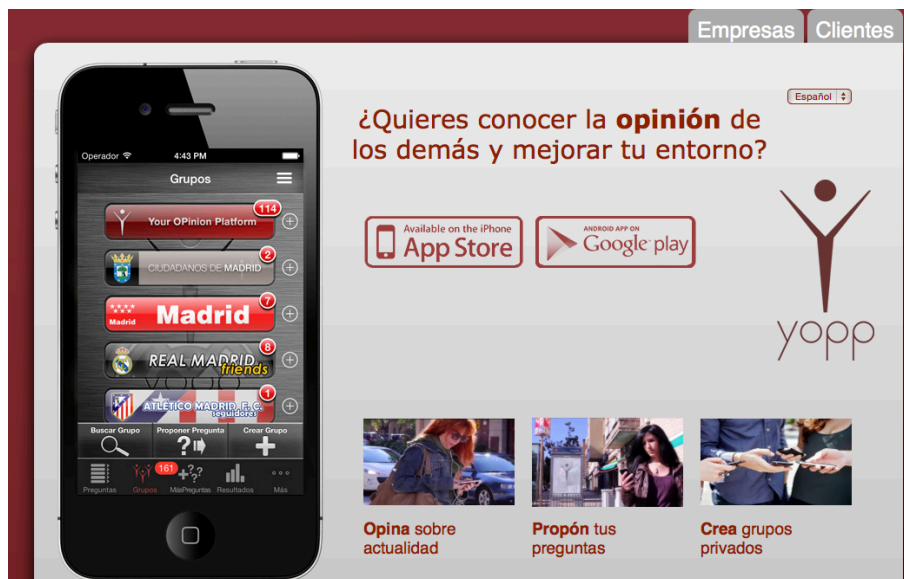 Empresas Clientes
Español
¿Quieres conocer la opinión de
los demás y mejorar tu entorno?
Operador 4:43 PM
Grupos
Your OPinion Platform 114
CIUDADANOS DE MADRID 2
Madrid Madrid 7
REAL MADRID 8
friends
ATLÉTICO MADRID, F. C. 1
seguidores
yopp
Buscar Grupo Proponer Pregunta Crear Grupo
161
Preguntas Grupos MásPreguntas Resultados Más
Available on the iPhone
App Store
ANDROID APP ON
Google play
yopp
Opina sobre
actualidad
Propón tus
preguntas
Crea grupos
privados